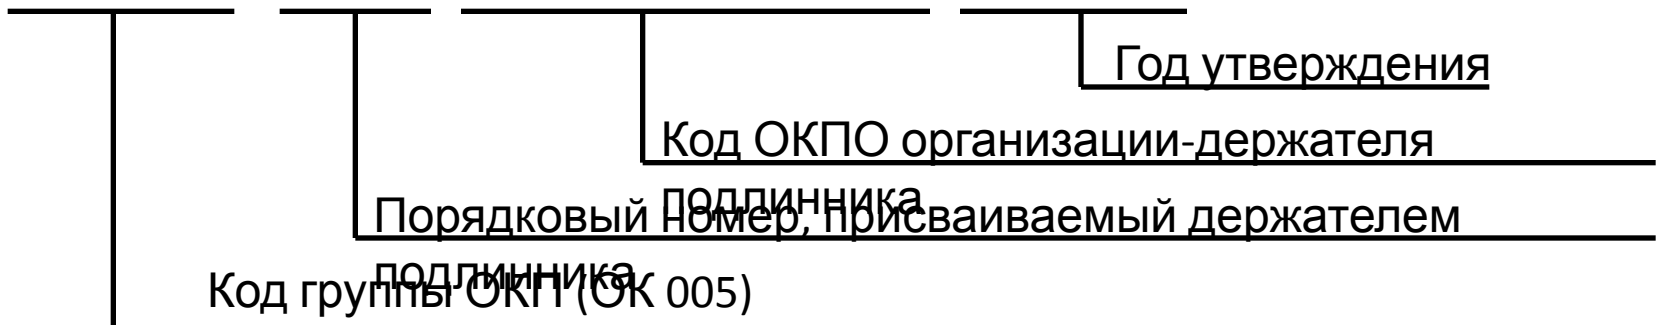 Год утверждения
Код ОКПО организации-держателя
подлинника
Порядковый номер, присваиваемый держателем
подлинника
Код группы ОКП (ОК 005)